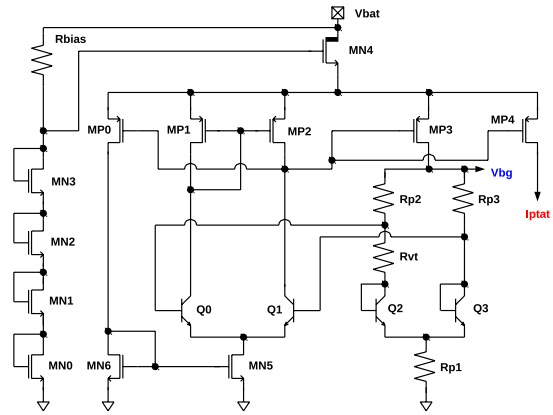 Vbat
Rbias
MN4
MP0
MP1
MP2
MP3
MP4
Vbg
MN3
Rp2
Rp3
Iptat
MN2
Rvt
MN1
Q0
Q1
Q2
Q3
MN0
MN6
MN5
Rp1